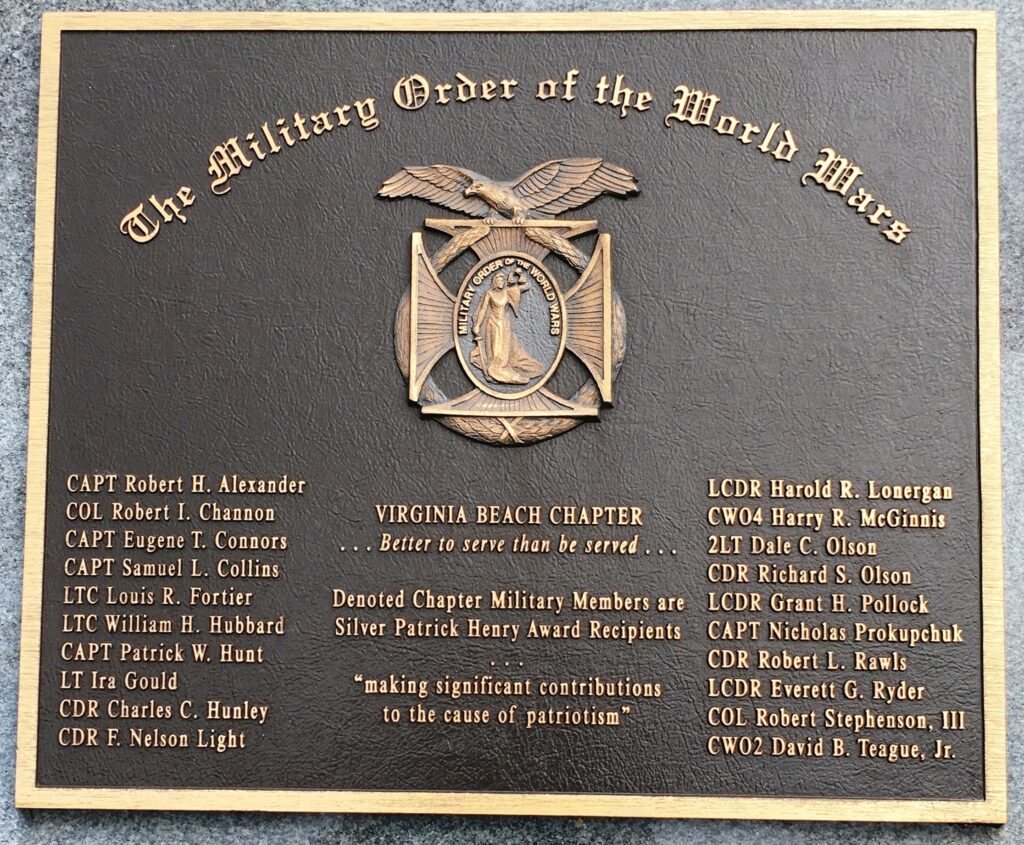 The Military Order of the World Wars
MILITARY ORDER OF THE WORLD WARS
CAPT Robert H. Alexander
COL Robert I. Channon
CAPT Eugene T. Connors
CAPT Samuel L. Collins
LTC Louis R. Fortier
LTC William H. Hubbard
CAPT Patrick W. Hunt
LT Ira Gould
CDR Charles C. Hunley
CDR F. Nelson Light
VIRGINIA BEACH CHAPTER
. . . Better to serve than be served . . .
Denoted Chapter Military Members are
Silver Patrick Henry Award Recipients
. . .
“making significant contributions
to the cause of patriotism”
LCDR Harold R. Lonergan
CWO4 Harry R. McGinnis
2LT Dale C. Olson
CDR Richard S. Olson
LCDR Grant H. Pollock
CAPT Nicholas Prokupchuk
CDR Robert L. Rawls
LCDR Everett G. Ryder
COL Robert Stephenson, III
CWO2 David B. Teague, Jr.